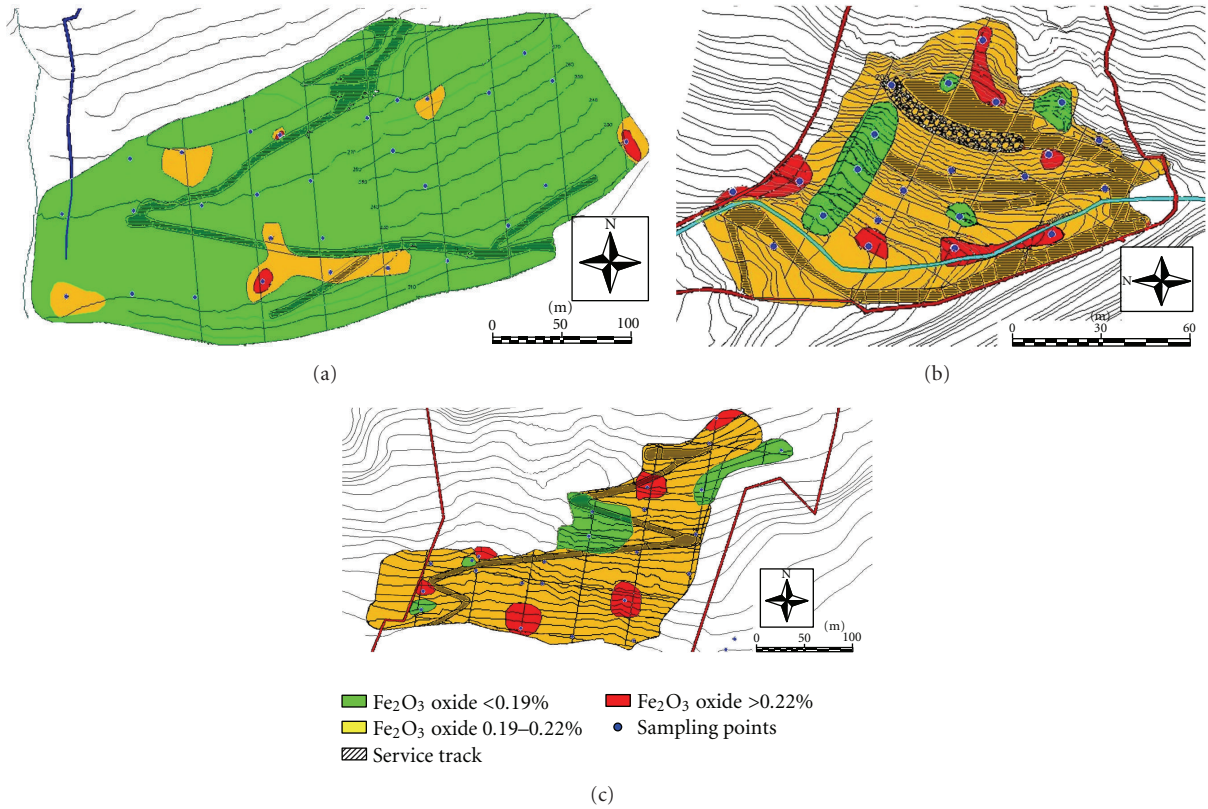 N
(m)
0 50 100
(a)
N
(m)
0 30 60
(b)
N
(m)
0 50 100
Fe₂O₃ oxide <0.19%
Fe₂O₃ oxide >0.22%
Fe₂O₃ oxide 0.19–0.22%
Sampling points
Service track
(c)